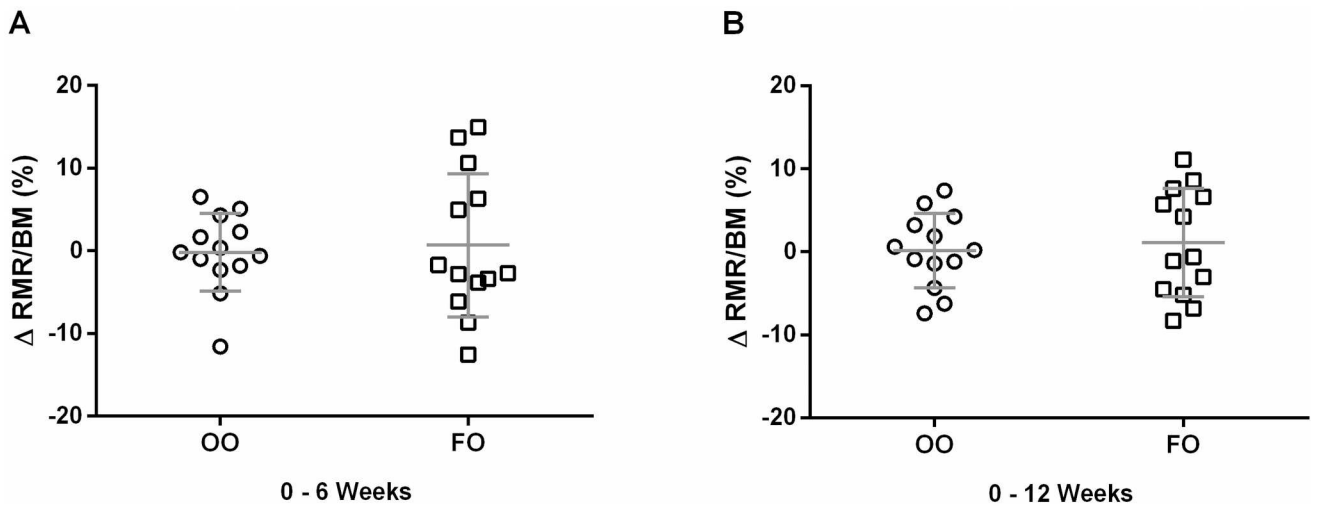 A
B
Δ RMR/BM (%)
20
10
0
-10
-20
OO
FO
0 - 6 Weeks
Δ RMR/BM (%)
20
10
0
-10
-20
OO
FO
0 - 12 Weeks